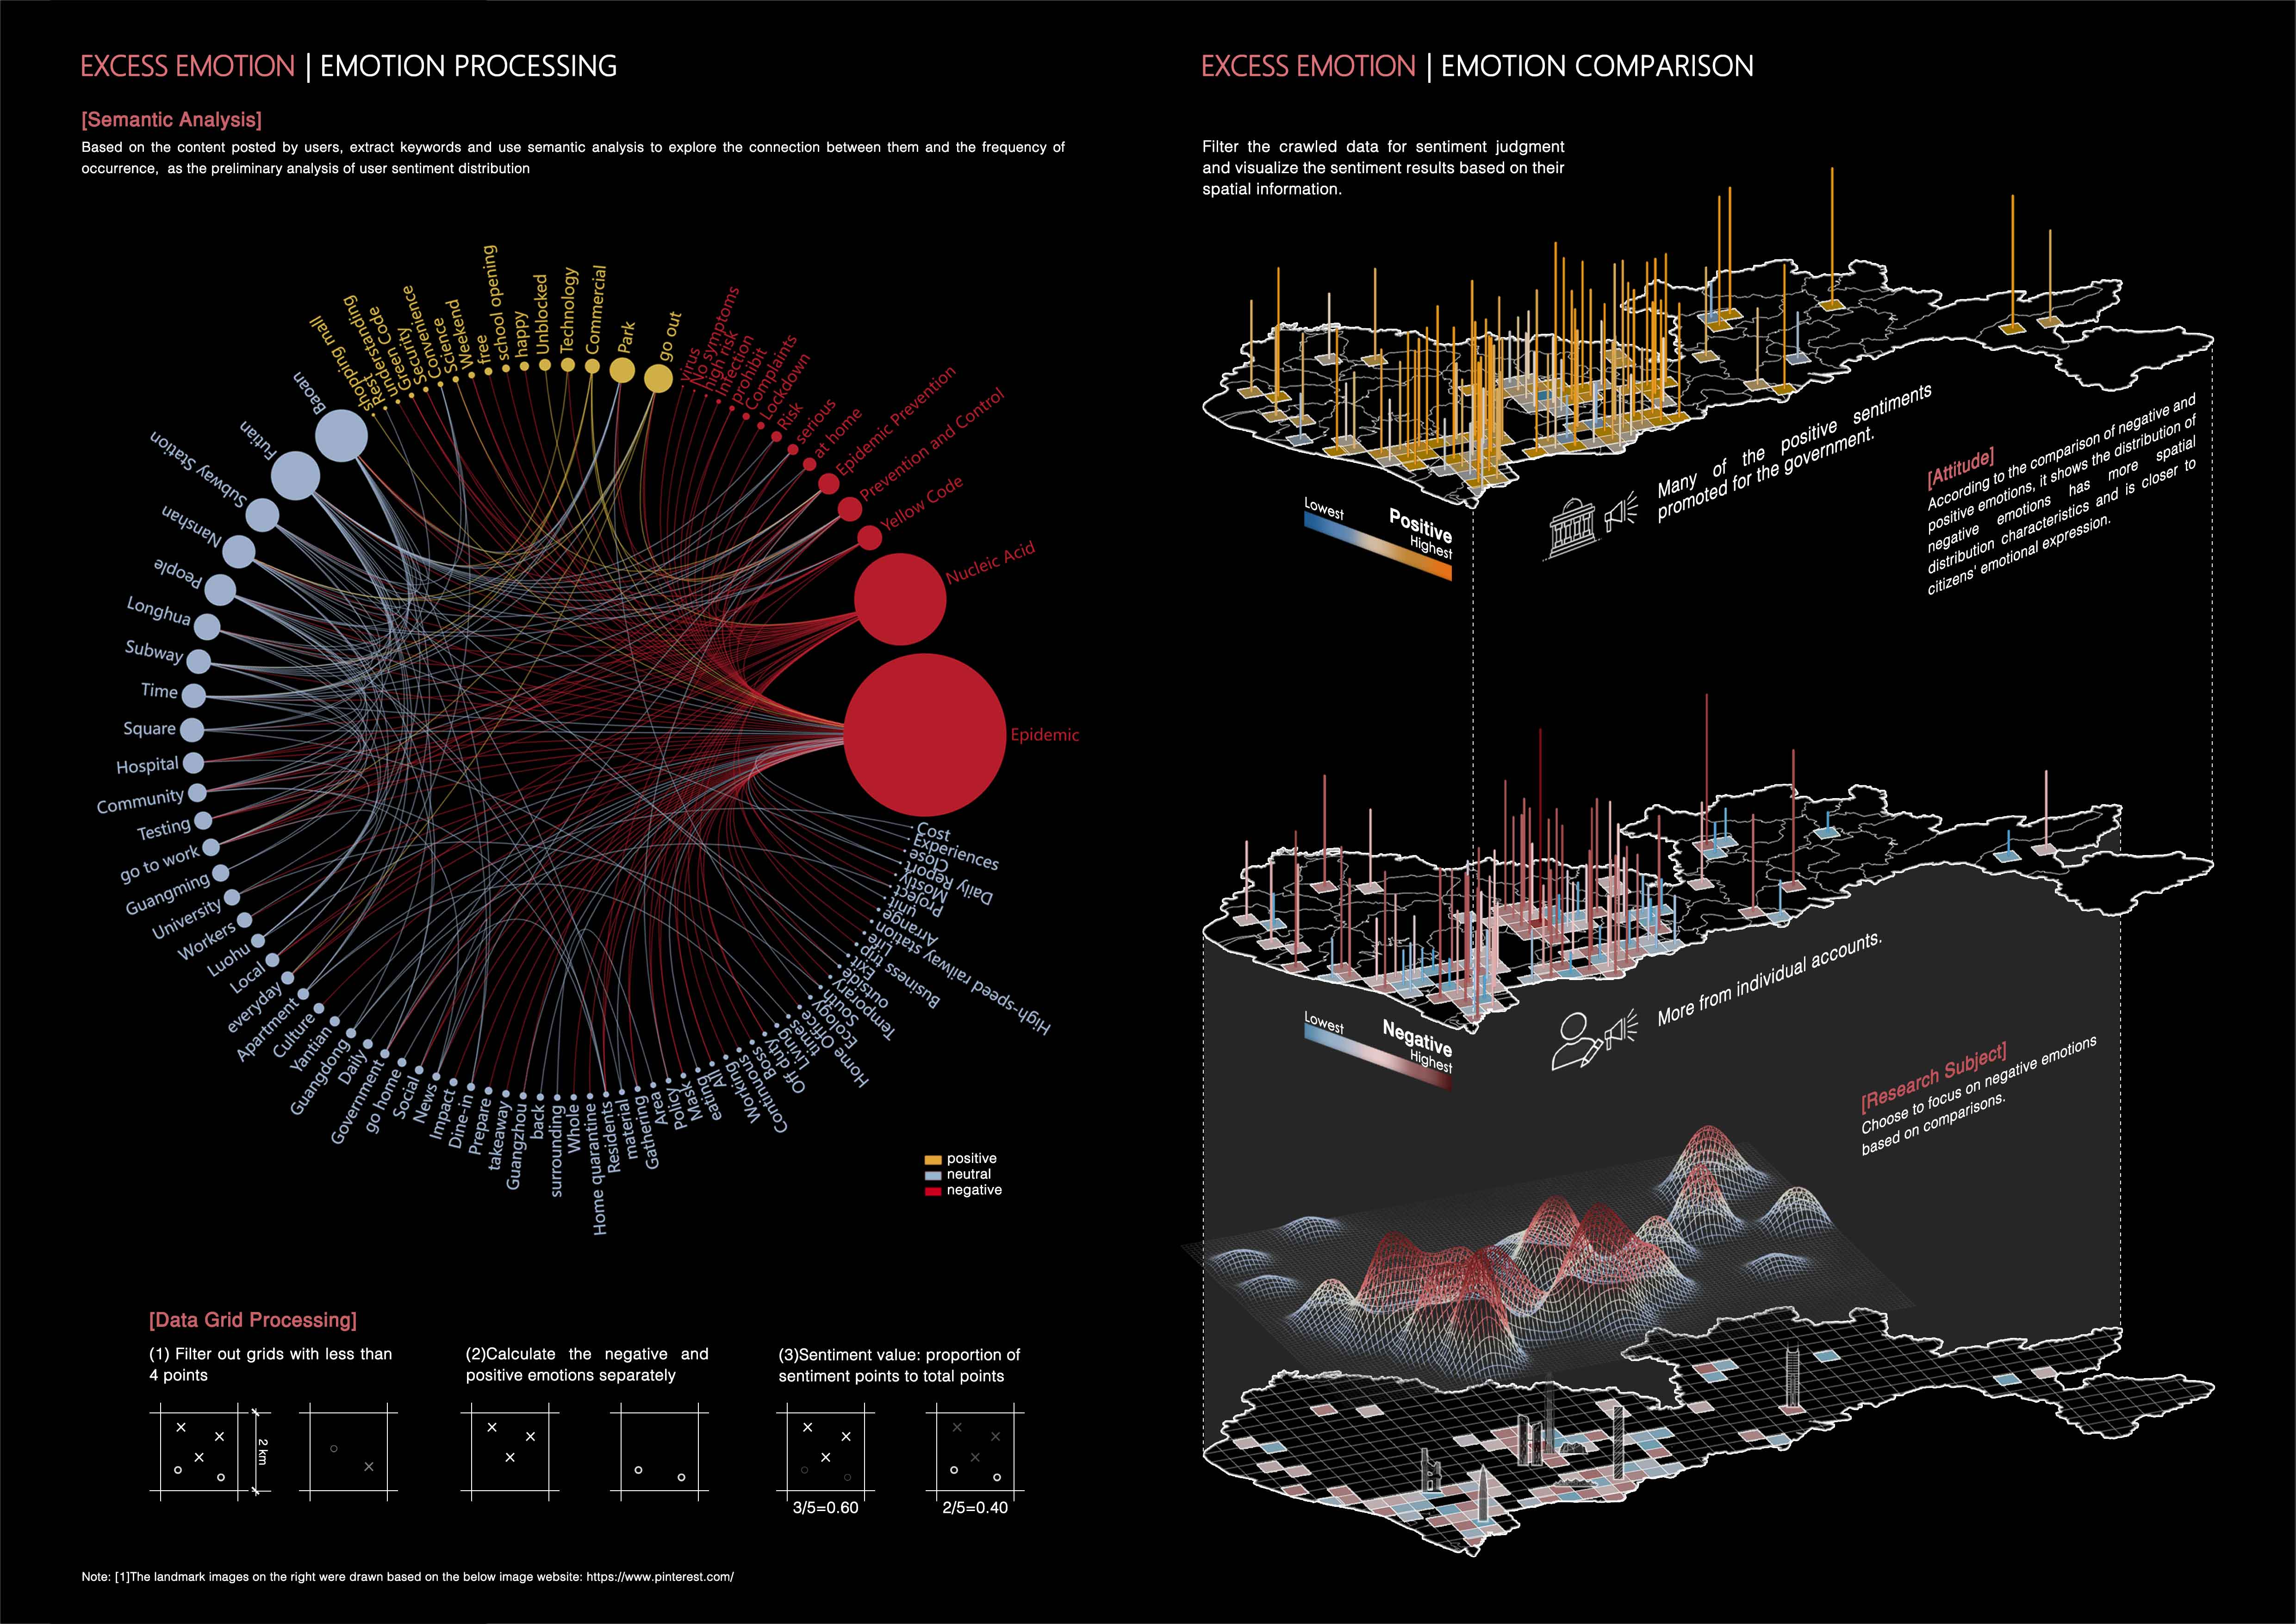 EXCESS EMOTION | EMOTION PROCESSING
[Semantic Analysis]
Based on the content posted by users, extract keywords and use semantic analysis to explore the connection between them and the frequency of
occurrence, as the preliminary analysis of user sentiment distribution
shopping mall
Rest
understanding
Green Code
Security
Convenience
Science
Weekend
free
school opening
happy
Unblocked
Technology
Commercial
Park
go out
virus
No symptoms
high risk
Infection
prohibit
Complaints
Lockdown
Risk
serious
at home
Epidemic Prevention
Prevention and Control
Yellow Code
Nucleic Acid
Epidemic
Cost
Experiences
Close
Daily
Report
Mostly
Project
unit
Arrange
High-speed railway station
Life
Business trip
Exit
outside
Temporary
South
Ecology
Home Office
times
Living
Off duty
Boss
Continuous
Working
All
eating
Mask
Policy
Area
Gathering
material
Residents
Home quarantine
Whole
surrounding
back
Guangzhou
takeaway
Prepare
Dine-in
Impact
News
Social
go home
Government
Daily
Guangdong
Yantian
Culture
Apartment
everyday
Local
Luohu
Workers
University
Guangming
go to work
Testing
Community
Hospital
Square
Time
Subway
Longhua
People
Nanshan
Subway Station
Futian
Baoan
positive
neutral
negative
[Data Grid Processing]
(1) Filter out grids with less than
4 points
2 km
(2)Calculate the negative and
positive emotions separately
(3)Sentiment value: proportion of
sentiment points to total points
3/5=0.60
2/5=0.40
Note: [1]The landmark images on the right were drawn based on the below image website: https://www.pinterest.com/
EXCESS EMOTION | EMOTION COMPARISON
Filter the crawled data for sentiment judgment
and visualize the sentiment results based on their
spatial information.
Lowest
Positive
Highest
Many of the positive sentiments
promoted for the government.
[Attitude]
According to the comparison of negative and
positive emotions, it shows the distribution of
negative emotions has more spatial
distribution characteristics and is closer to
citizens' emotional expression.
Lowest
Negative
Highest
More from individual accounts.
[Research Subject]
Choose to focus on negative emotions
based on comparisons.